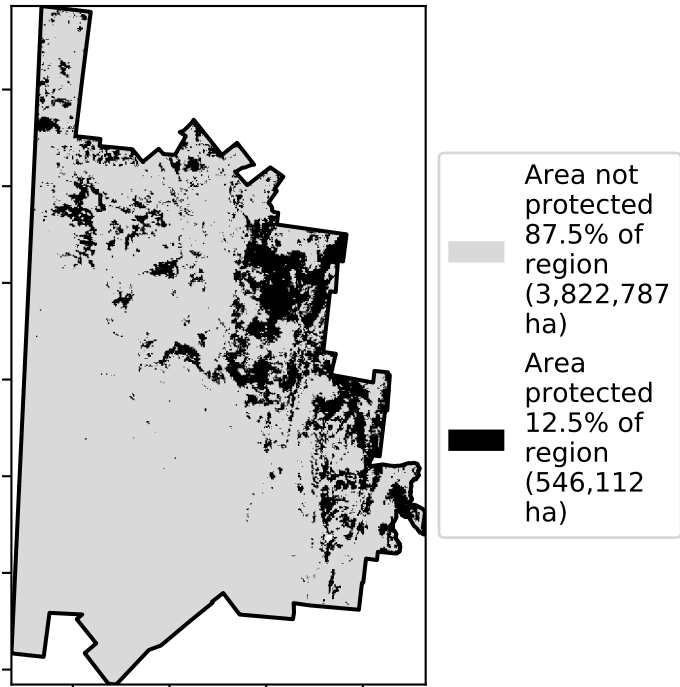 Area not
protected
87.5% of
region
(3,822,787
ha)
Area
protected
12.5% of
region
(546,112
ha)